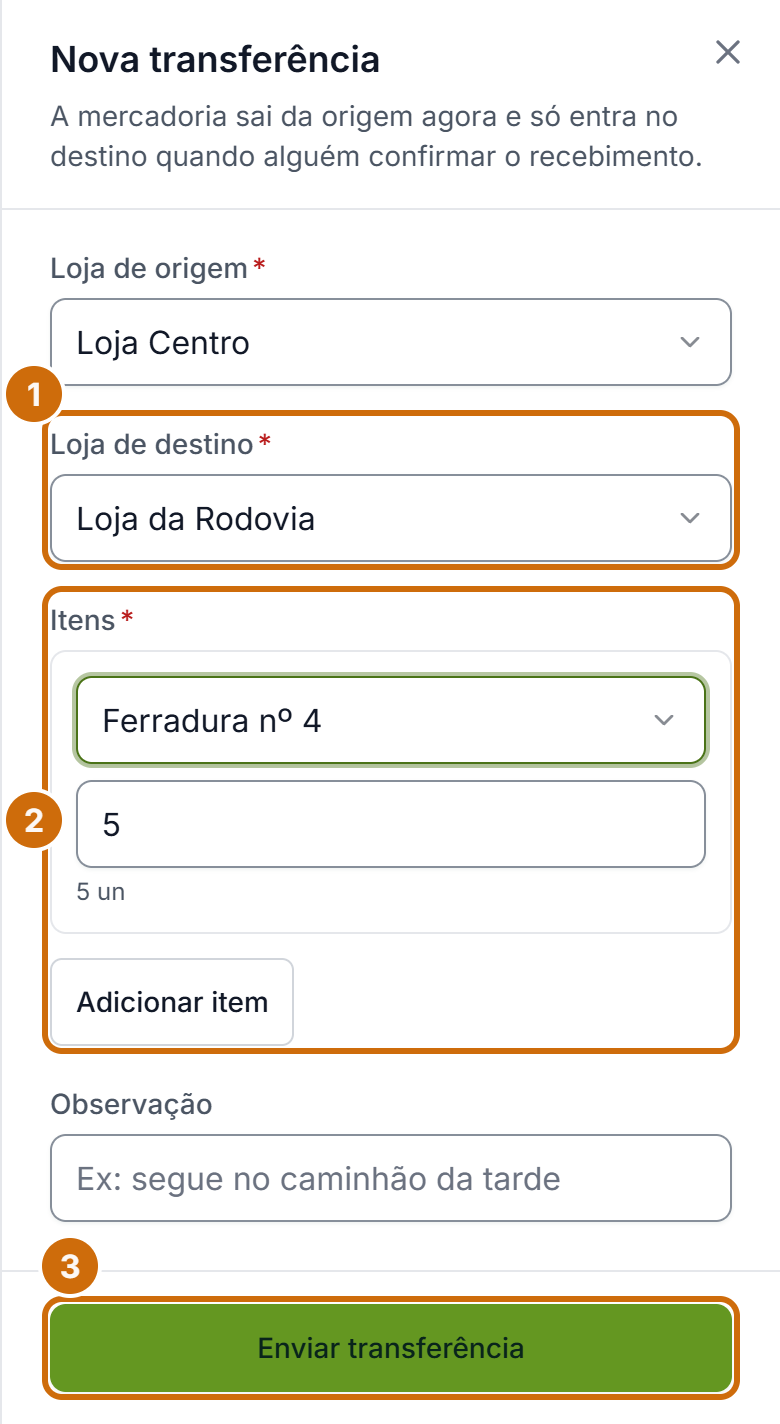 Nova transferência
A mercadoria sai da origem agora e só entra no
destino quando alguém confirmar o recebimento.
Loja de origem *
Loja Centro
1
Loja de destino *
Loja da Rodovia
Itens *
Ferradura nº 4
2
5
5 un
Adicionar item
Observação
Ex: segue no caminhão da tarde
3
Enviar transferência